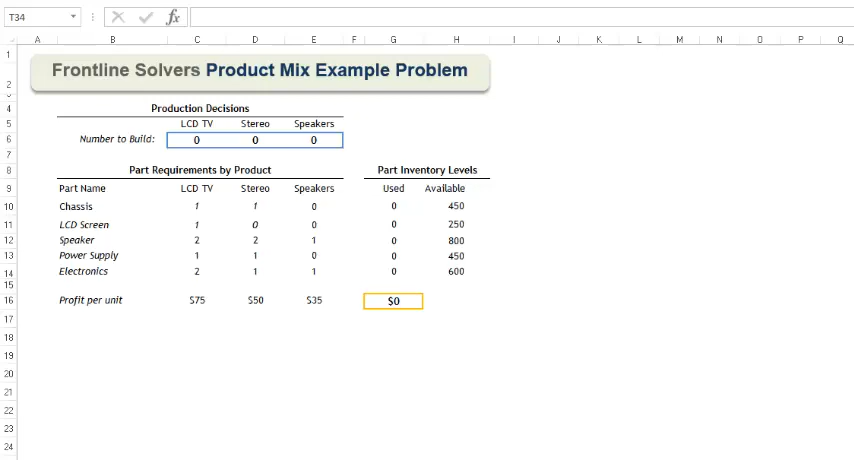 T34
fx
A B C D E F G H I J K L M N O P Q
1
Frontline Solvers Product Mix Example Problem
2
3
4 Production Decisions
5 LCD TV Stereo Speakers
6 Number to Build: 0 0 0
7
8 Part Requirements by Product Part Inventory Levels
9 Part Name LCD TV Stereo Speakers Used Available
10 Chassis 1 1 0 0 450
11 LCD Screen 1 0 0 0 250
12 Speaker 2 2 1 0 800
13 Power Supply 1 1 0 0 450
14 Electronics 2 1 1 0 600
15
16 Profit per unit $75 $50 $35 $0
17
18
19
20
21
22
23
24